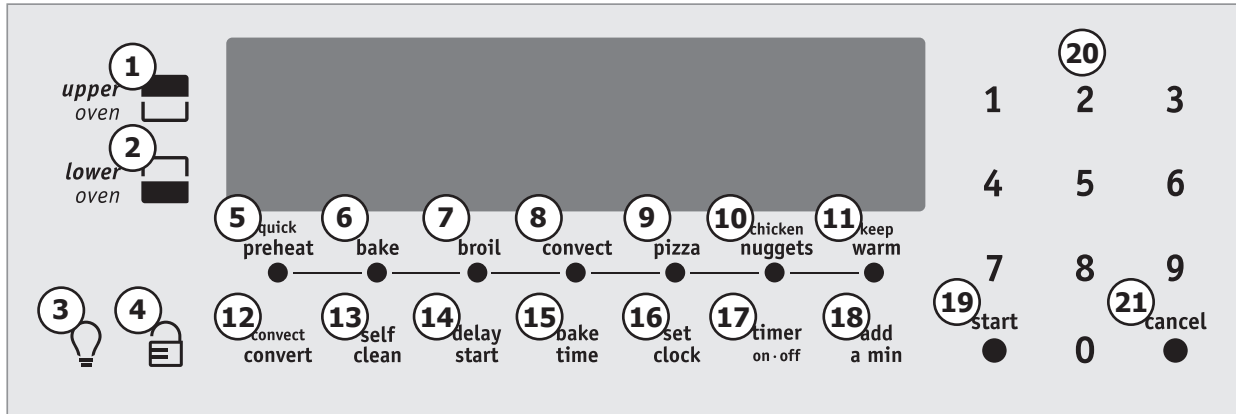 1
upper
oven
2
lower
oven
3
4
5
quick
preheat
6
bake
7
broil
8
convect
9
pizza
10
chicken
nuggets
11
keep
warm
12
convect
convert
13
self
clean
14
delay
start
15
bake
time
16
set
clock
17
timer
on·off
18
add
a min
20
1 2 3
4 5 6
7 8 9
19
start
0
21
cancel